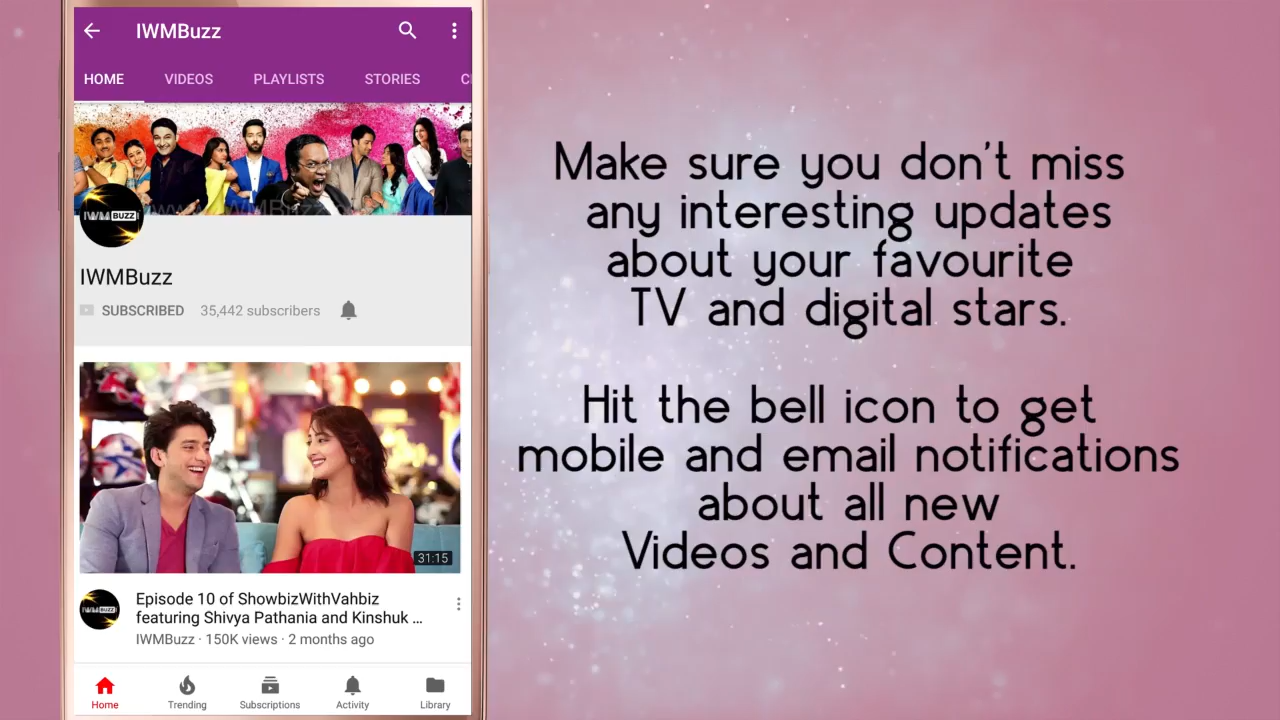 IWMBuzz
HOME VIDEOS PLAYLISTS STORIES
IWMBUZZ
IWMBuzz
SUBSCRIBED 35,442 subscribers
31:15
Episode 10 of ShowbizWithVahbiz
featuring Shivya Pathania and Kinshuk ...
IWMBuzz · 150K views · 2 months ago
IWMBUZZ
Home Trending Subscriptions Activity Library
Make sure you don't miss
any interesting updates
about your favourite
TV and digital stars.
Hit the bell icon to get
mobile and email notifications
about all new
Videos and Content.